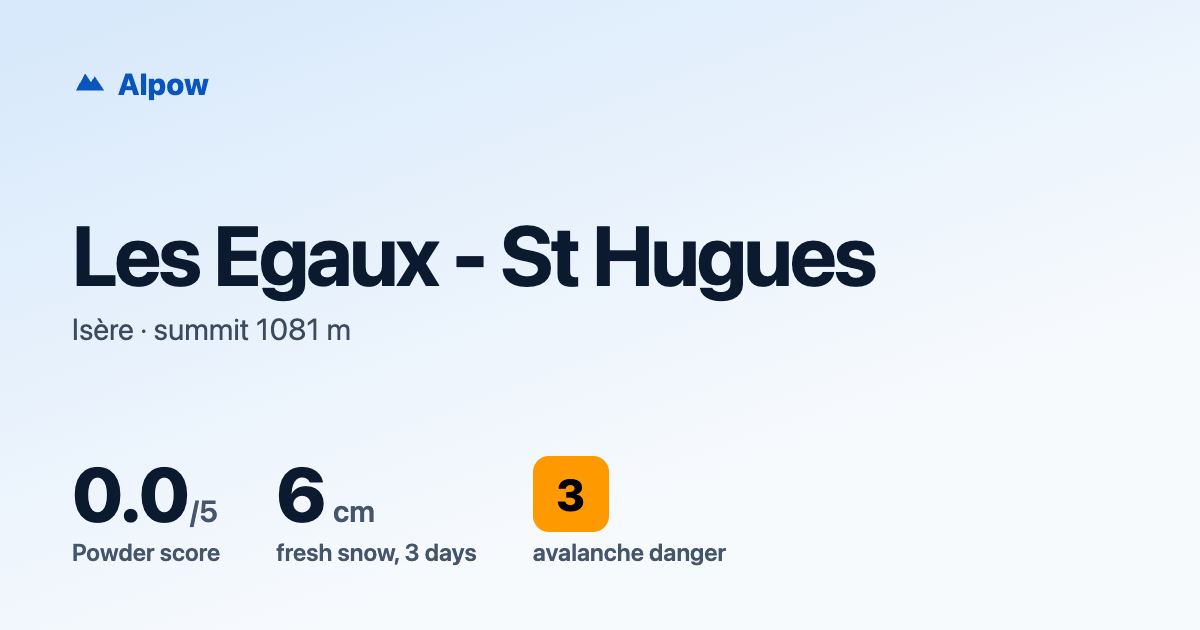 Alpow
Les Egaux - St Hugues
Isère · summit 1081 m
0.0/5
Powder score
6 cm
fresh snow, 3 days
3
avalanche danger